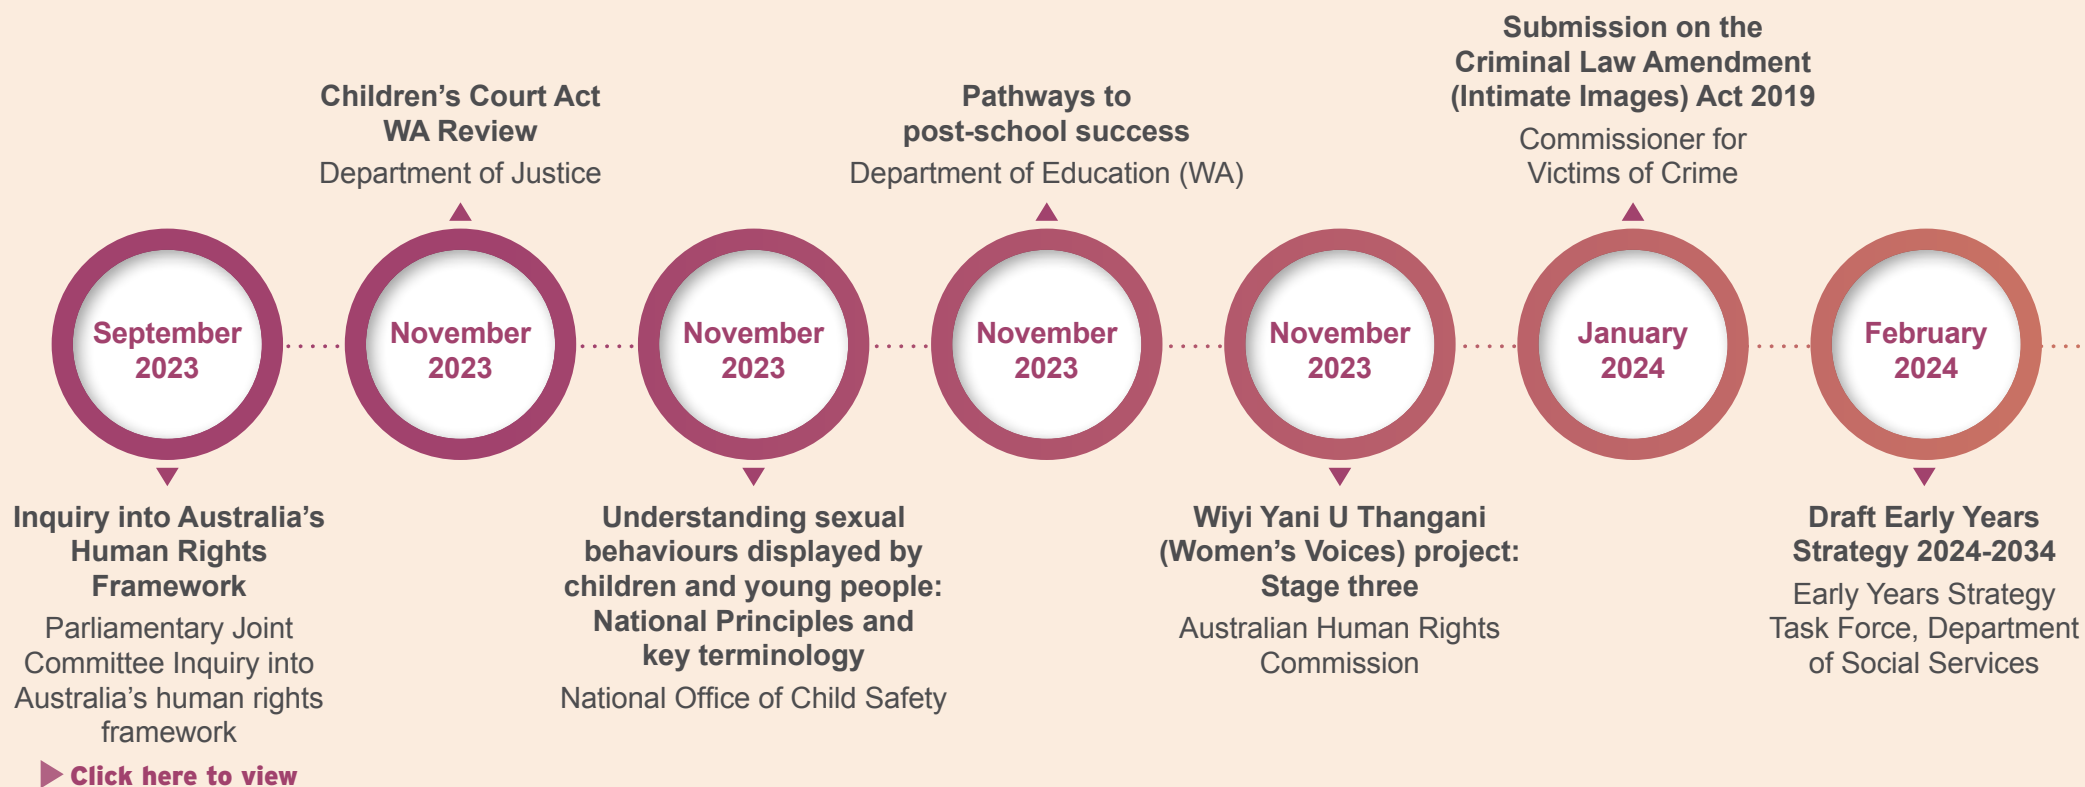 September
2023
Inquiry into Australia’s
Human Rights
Framework
Parliamentary Joint
Committee Inquiry into
Australia’s human rights
framework
Click here to view
Children’s Court Act
WA Review
Department of Justice
November
2023
November
2023
Understanding sexual
behaviours displayed by
children and young people:
National Principles and
key terminology
National Office of Child Safety
Pathways to
post-school success
Department of Education (WA)
November
2023
November
2023
Wiyi Yani U Thangani
(Women’s Voices) project:
Stage three
Australian Human Rights
Commission
Submission on the
Criminal Law Amendment
(Intimate Images) Act 2019
Commissioner for
Victims of Crime
January
2024
February
2024
Draft Early Years
Strategy 2024-2034
Early Years Strategy
Task Force, Department
of Social Services